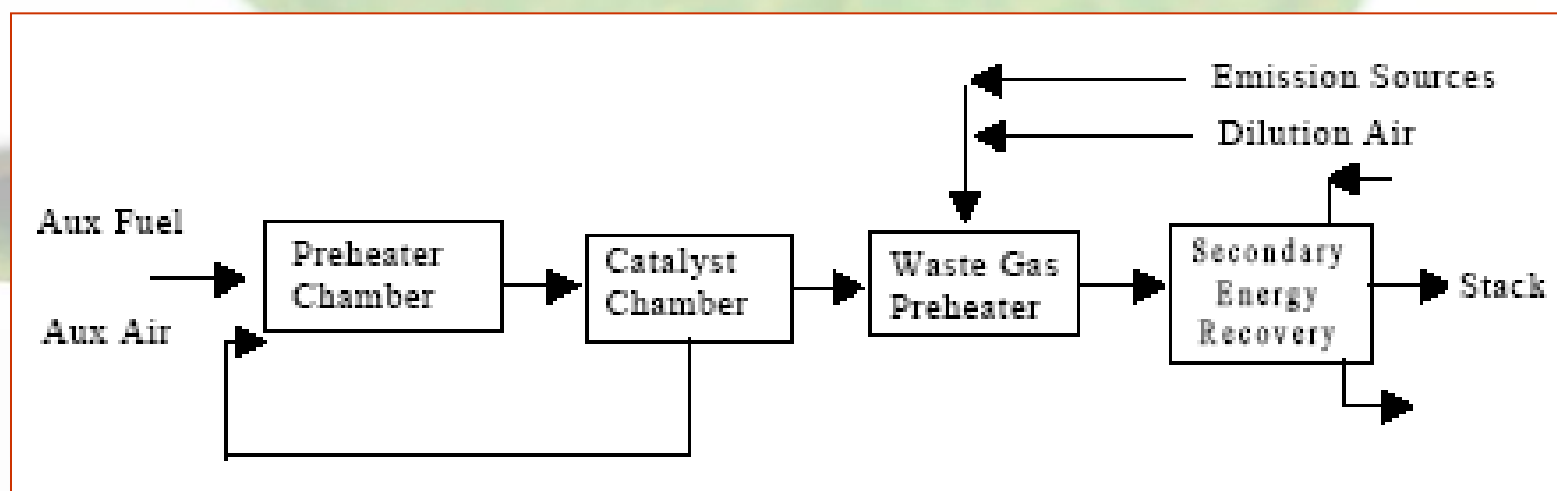 Emission Sources
Dilution Air
Aux Fuel
Aux Air
Preheater
Chamber
Catalyst
Chamber
Waste Gas
Preheater
Secondary
Energy
Recovery
Stack